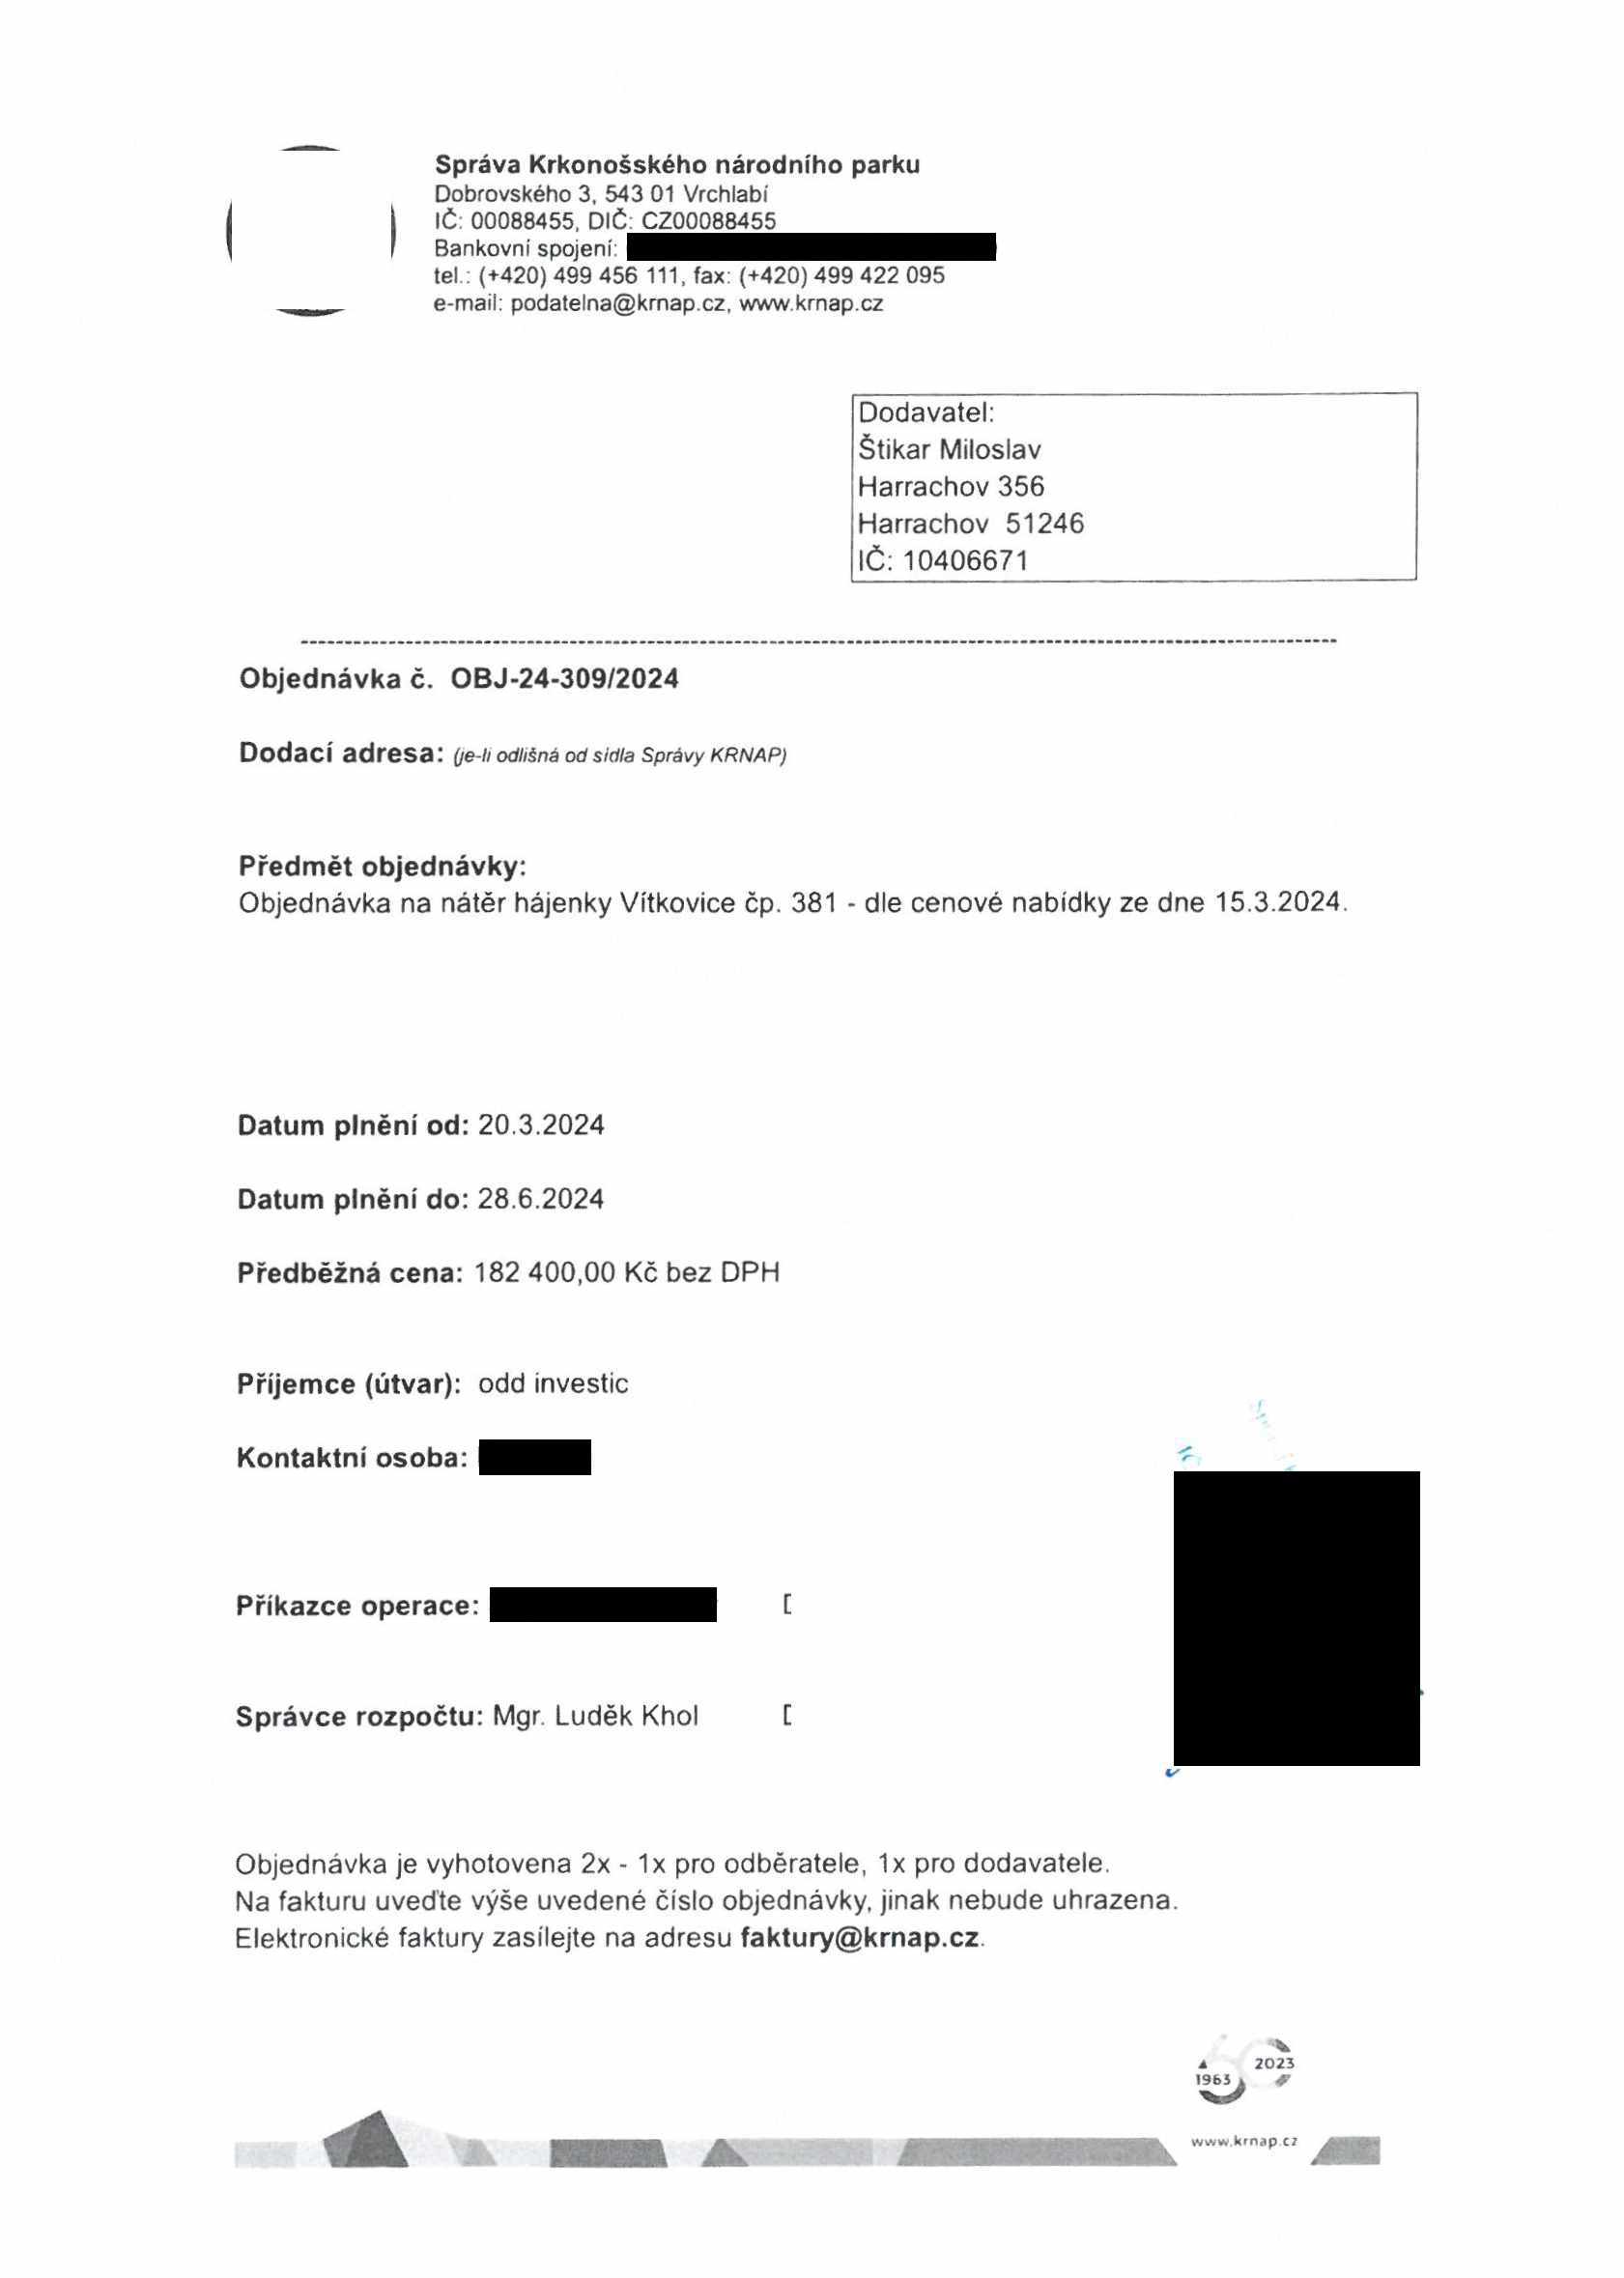 Správa Krkonošského národního parku
Dobrovského 3, 543 01 Vrchlabí
IČ: 00088455, DIČ: CZ00088455
Bankovní spojení:
tel.: (+420) 499 456 111, fax: (+420) 499 422 095
e-mail: podatelna@krnap.cz, www.krnap.cz
Dodavatel:
Štikar Miloslav
Harrachov 356
Harrachov 51246
IČ: 10406671
Objednávka č. OBJ-24-309/2024
Dodací adresa: (je-li odlišná od sídla Správy KRNAP)
Předmět objednávky:
Objednávka na nátěr hájenky Vítkovice čp. 381 - dle cenové nabídky ze dne 15.3.2024.
Datum plnění od: 20.3.2024
Datum plnění do: 28.6.2024
Předběžná cena: 182 400,00 Kč bez DPH
Příjemce (útvar): odd investic
Kontaktní osoba:
Příkazce operace:
Správce rozpočtu: Mgr. Luděk Khol
Objednávka je vyhotovena 2x - 1x pro odběratele, 1x pro dodavatele.
Na fakturu uveďte výše uvedené číslo objednávky, jinak nebude uhrazena.
Elektronické faktury zasílejte na adresu faktury@krnap.cz.
60
2023
1963
www.krnap.cz